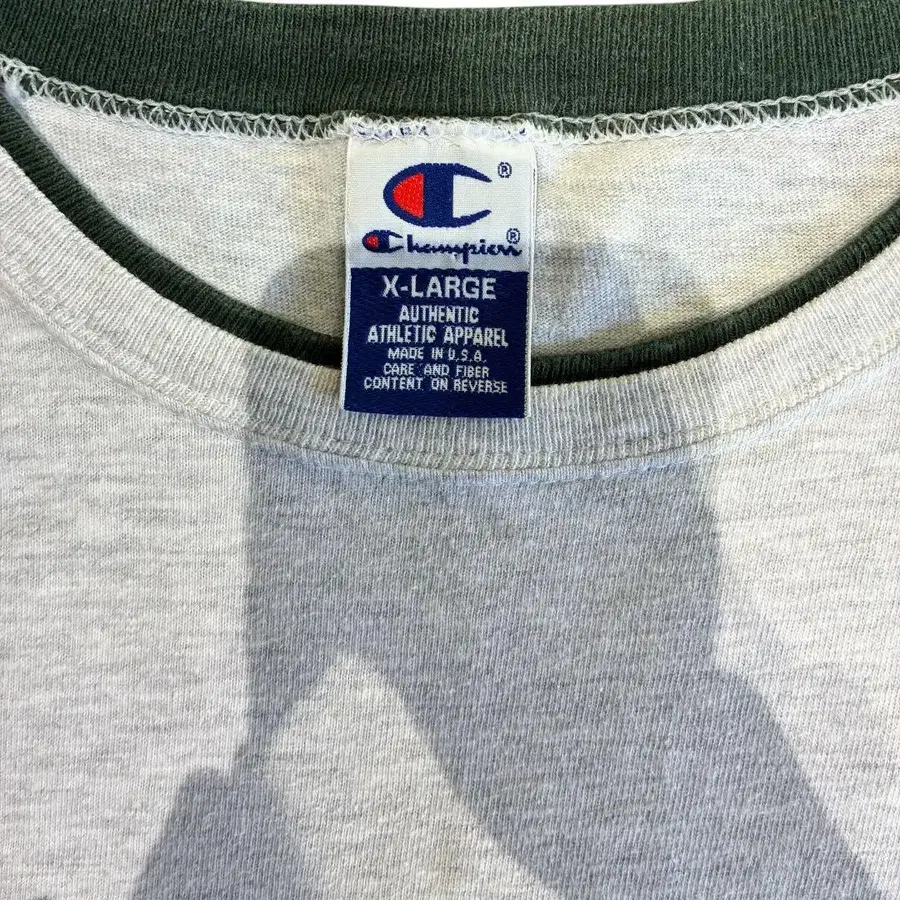 ®
Champion®
X-LARGE
AUTHENTIC
ATHLETIC APPAREL
MADE IN U.S.A.
CARE AND FIBER
CONTENT ON REVERSE